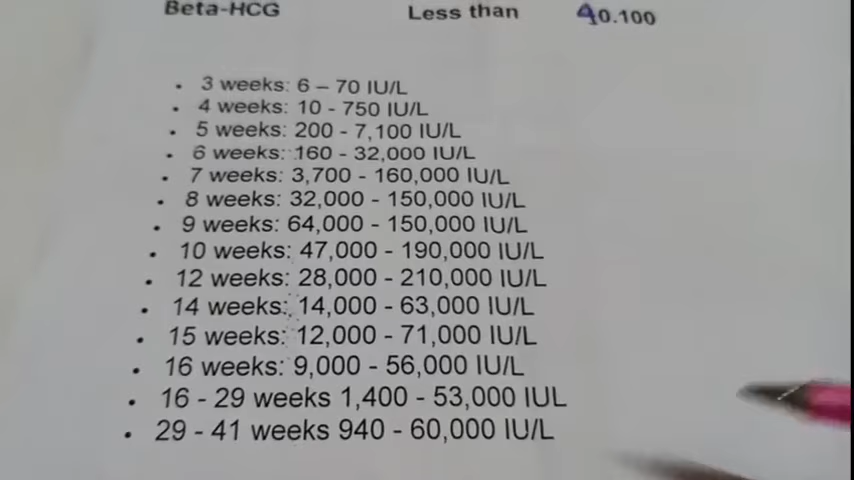 Beta-HCG Less than 40.100
• 3 weeks: 6 – 70 IU/L
• 4 weeks: 10 - 750 IU/L
• 5 weeks: 200 - 7,100 IU/L
• 6 weeks: 160 - 32,000 IU/L
• 7 weeks: 3,700 - 160,000 IU/L
• 8 weeks: 32,000 - 150,000 IU/L
• 9 weeks: 64,000 - 150,000 IU/L
• 10 weeks: 47,000 - 190,000 IU/L
• 12 weeks: 28,000 - 210,000 IU/L
• 14 weeks: 14,000 - 63,000 IU/L
• 15 weeks: 12,000 - 71,000 IU/L
• 16 weeks: 9,000 - 56,000 IU/L
• 16 - 29 weeks 1,400 - 53,000 IUL
• 29 - 41 weeks 940 - 60,000 IU/L